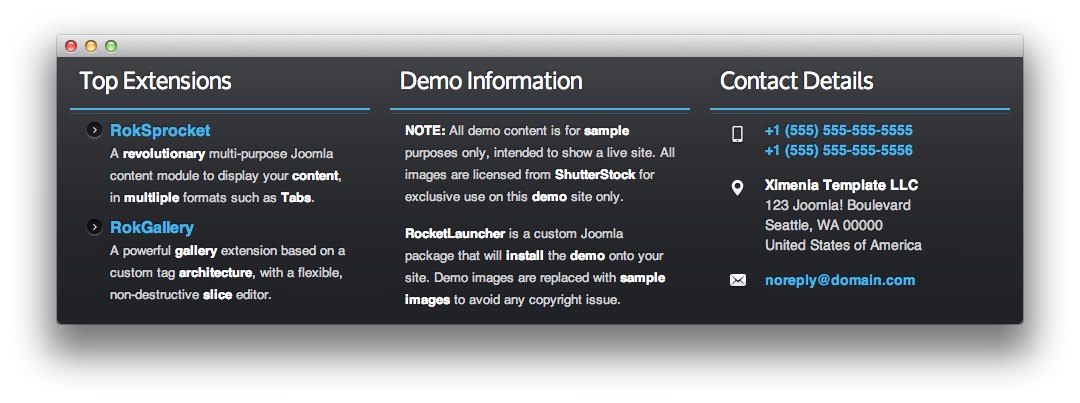 Top Extensions
RokSprocket
A revolutionary multi-purpose Joomla
content module to display your content,
in multliple formats such as Tabs.
RokGallery
A powerful gallery extension based on a
custom tag architecture, with a flexible,
non-destructive slice editor.
Demo Information
NOTE: All demo content is for sample
purposes only, intended to show a live site. All
images are licensed from ShutterStock for
exclusive use on this demo site only.
RocketLauncher is a custom Joomla
package that will install the demo onto your
site. Demo images are replaced with sample
images to avoid any copyright issue.
Contact Details
+1 (555) 555-555-5555
+1 (555) 555-555-5556
Ximenia Template LLC
123 Joomla! Boulevard
Seattle, WA 00000
United States of America
noreply@domain.com